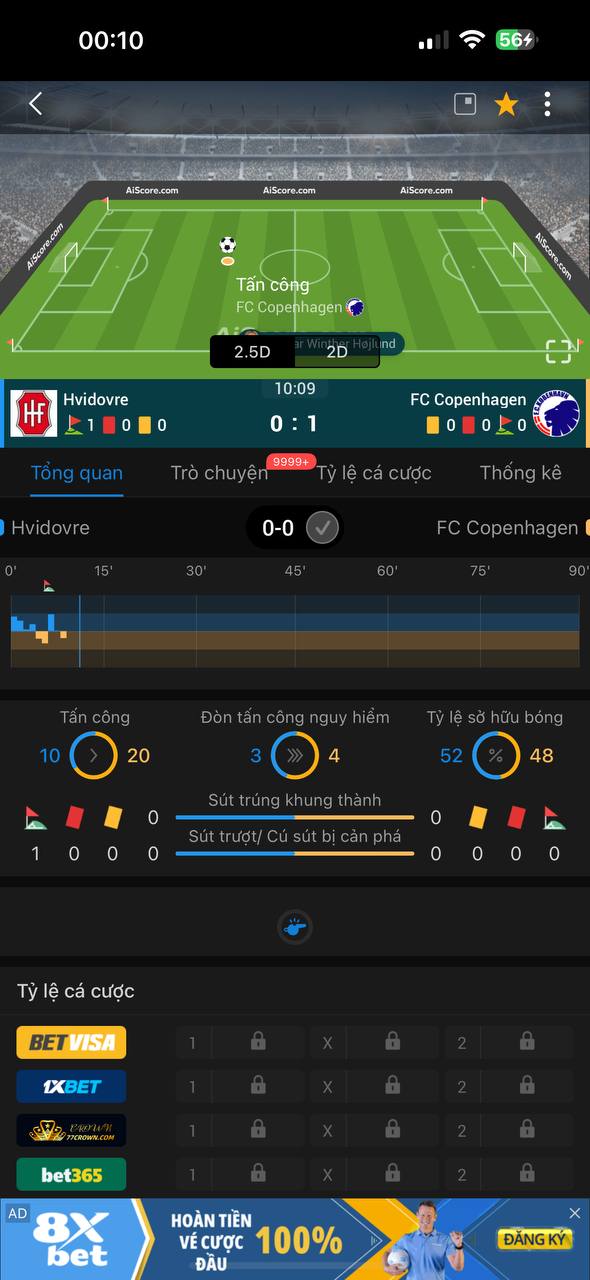 00:10
56
AiScore.com
AiScore.com
AiScore.com
AiScore.com
AiScore.com
Tấn công
FC Copenhagen
ar Winther Højlund
2.5D
2D
10:09
Hvidovre
FC Copenhagen
1 0 0
0 : 1
0 0 0
Tổng quan
Trò chuyện
9999+
Tỷ lệ cá cược
Thống kê
Hvidovre
0-0
FC Copenhagen
0' 15' 30' 45' 60' 75' 90'
Tấn công
Đòn tấn công nguy hiểm
Tỷ lệ sở hữu bóng
10 20
3 4
52 % 48
Sút trúng khung thành
0 0
Sút trượt/ Cú sút bị cản phá
1 0 0 0 0 0 0 0
Tỷ lệ cá cược
BETVISA
1 X 2
1XBET
1 X 2
CROWN
77CROWN.COM
1 X 2
bet365
1 X 2
AD
8X
bet
HOÀN TIỀN
VÉ CƯỢC
ĐẦU
100%
ĐĂNG KÝ